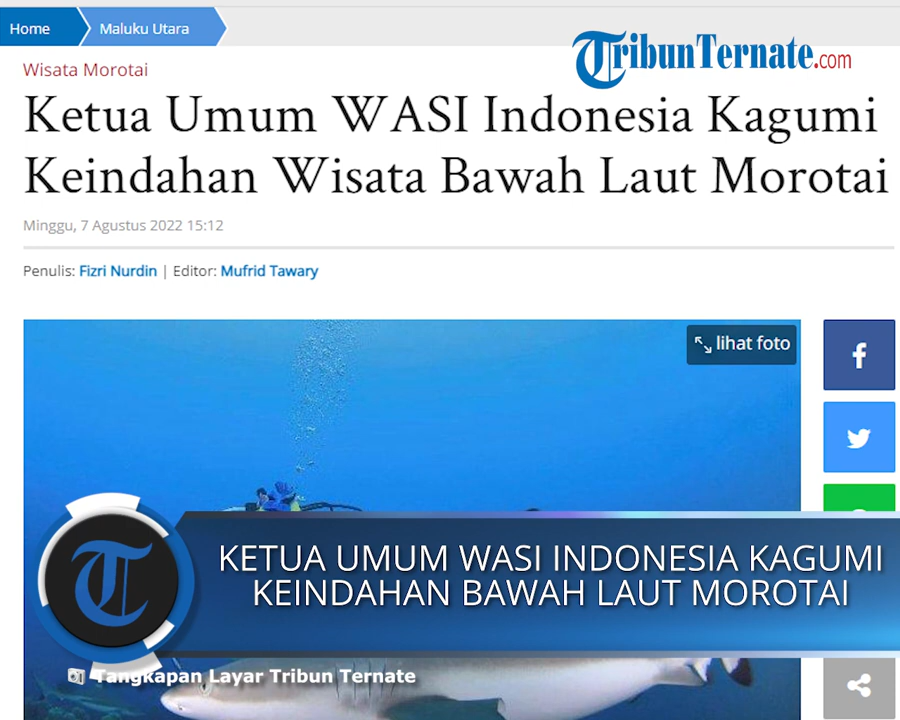 Home
Maluku Utara
TribunTernate.com
Wisata Morotai
Ketua Umum WASI Indonesia Kagumi
Keindahan Wisata Bawah Laut Morotai
Minggu, 7 Agustus 2022 15:12
Penulis: Fizri Nurdin | Editor: Mufrid Tawary
lihat foto
f
T
KETUA UMUM WASI INDONESIA KAGUMI
KEINDAHAN BAWAH LAUT MOROTAI
Tangkapan Layar Tribun Ternate